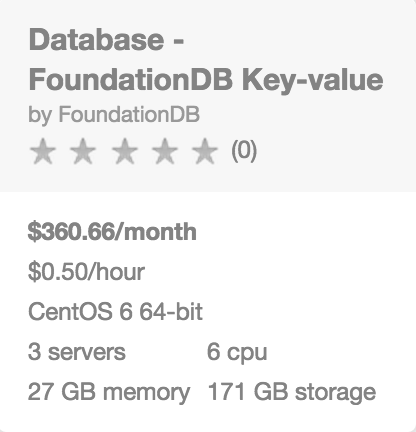 Database -
FoundationDB Key-value
by FoundationDB
(0)
$360.66/month
$0.50/hour
CentOS 6 64-bit
3 servers 6 cpu
27 GB memory 171 GB storage